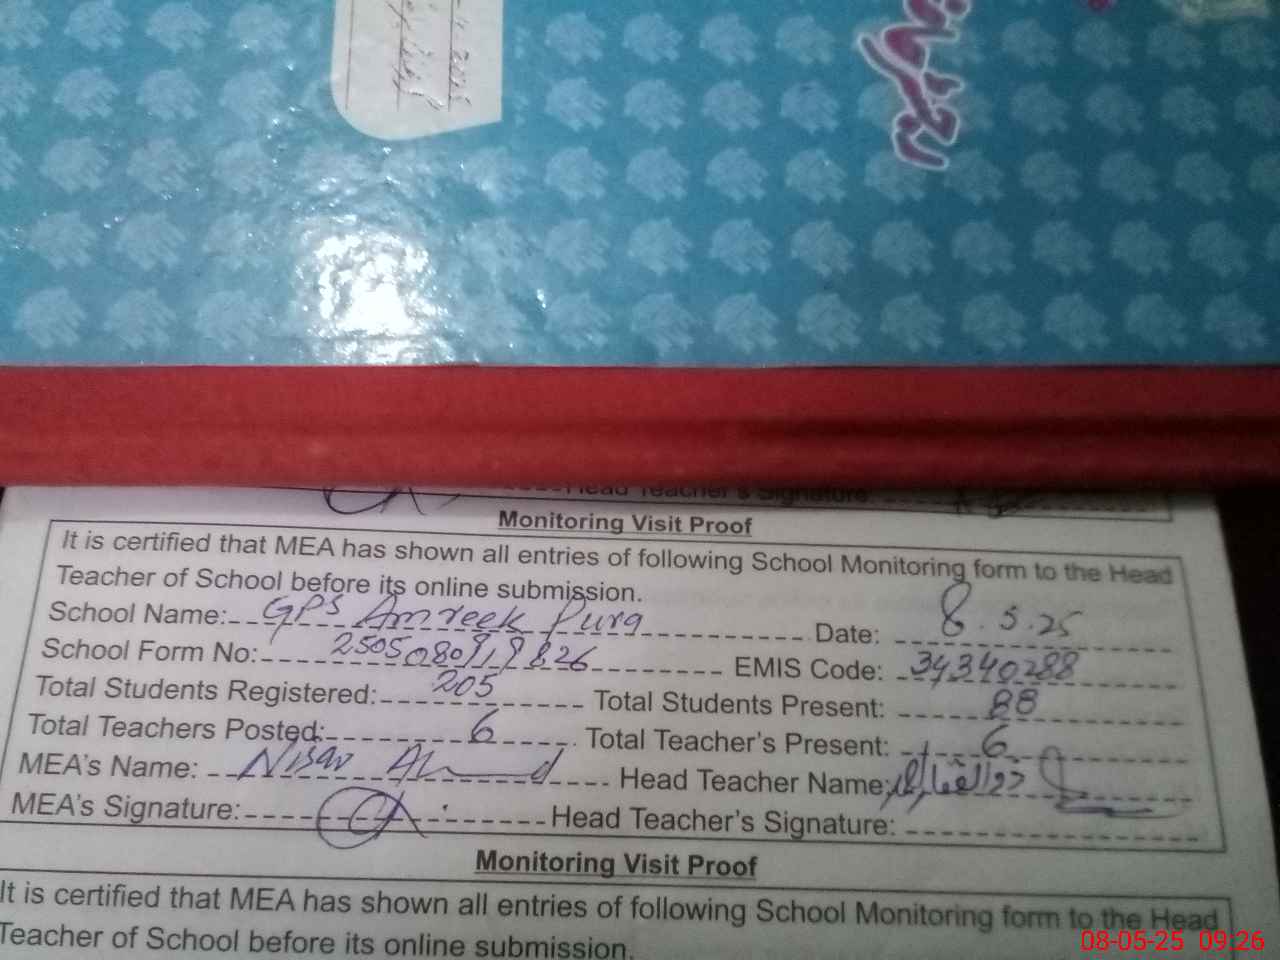 Head Teacher's Signature:
Monitoring Visit Proof
It is certified that MEA has shown all entries of following School Monitoring form to the Head
Teacher of School before its online submission.
School Name: GPS Amreek Pura Date: 8.5.25
School Form No: 2505080919826 EMIS Code: 34340288
Total Students Registered: 205 Total Students Present: 88
Total Teachers Posted: 6 Total Teacher's Present: 6
MEA's Name: Nisar Ahmad Head Teacher Name:
MEA's Signature: Head Teacher's Signature:
Monitoring Visit Proof
It is certified that MEA has shown all entries of following School Monitoring form to the Head
Teacher of School before its online submission.
08-05-25 09:26